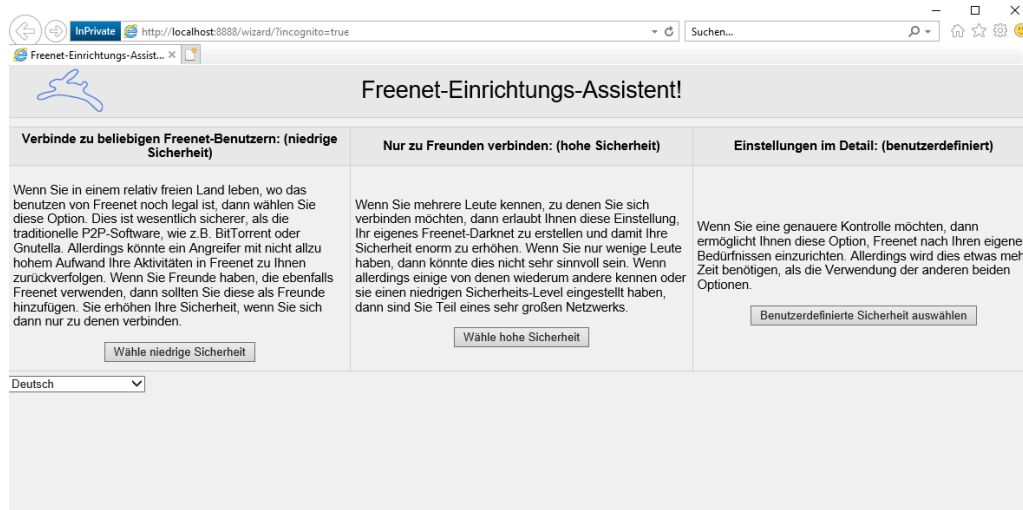 InPrivate http://localhost:8888/wizard/?incognito=true
Suchen...
Freenet-Einrichtungs-Assist...
Freenet-Einrichtungs-Assistent!
Verbinde zu beliebigen Freenet-Benutzern: (niedrige
Sicherheit)
Wenn Sie in einem relativ freien Land leben, wo das
benutzen von Freenet noch legal ist, dann wählen Sie
diese Option. Dies ist wesentlich sicherer, als die
traditionelle P2P-Software, wie z.B. BitTorrent oder
Gnutella. Allerdings könnte ein Angreifer mit nicht allzu
hohem Aufwand Ihre Aktivitäten in Freenet zu Ihnen
zurückverfolgen. Wenn Sie Freunde haben, die ebenfalls
Freenet verwenden, dann sollten Sie diese als Freunde
hinzufügen. Sie erhöhen Ihre Sicherheit, wenn Sie sich
dann nur zu denen verbinden.
Wähle niedrige Sicherheit
Nur zu Freunden verbinden: (hohe Sicherheit)
Wenn Sie mehrere Leute kennen, zu denen Sie sich
verbinden möchten, dann erlaubt Ihnen diese Einstellung,
Ihr eigenes Freenet-Darknet zu erstellen und damit Ihre
Sicherheit enorm zu erhöhen. Wenn Sie nur wenige Leute
haben, dann könnte dies nicht sehr sinnvoll sein. Wenn
allerdings einige von denen wiederum andere kennen oder
sie einen niedrigen Sicherheits-Level eingestellt haben,
dann sind Sie Teil eines sehr großen Netzwerks.
Wähle hohe Sicherheit
Einstellungen im Detail: (benutzerdefiniert)
Wenn Sie eine genauere Kontrolle möchten, dann
ermöglicht Ihnen diese Option, Freenet nach Ihren eigene
Bedürfnissen einzurichten. Allerdings wird dies etwas meh
Zeit benötigen, als die Verwendung der anderen beiden
Optionen.
Benutzerdefinierte Sicherheit auswählen
Deutsch